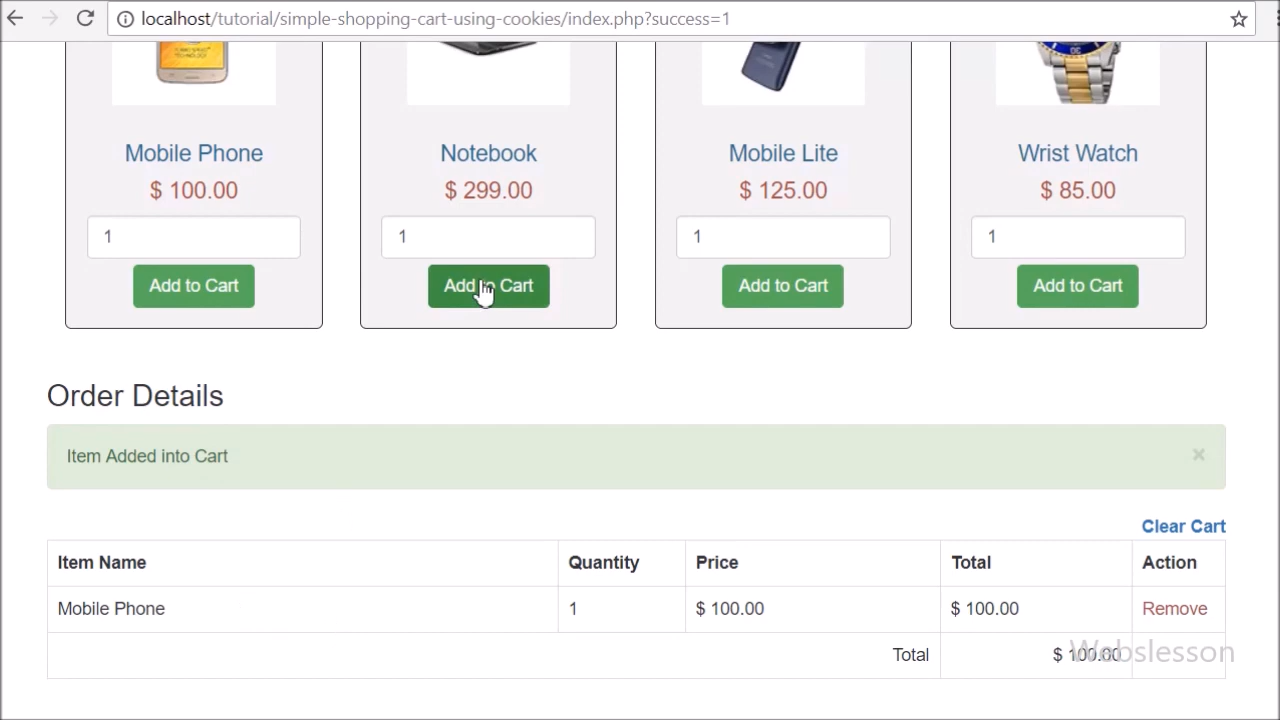 localhost/tutorial/simple-shopping-cart-using-cookies/index.php?success=1
Mobile Phone
$ 100.00
1
Add to Cart
Notebook
$ 299.00
1
Add to Cart
Mobile Lite
$ 125.00
1
Add to Cart
Wrist Watch
$ 85.00
1
Add to Cart
Order Details
Item Added into Cart ×
Clear Cart
Item Name Quantity Price Total Action
Mobile Phone 1 $ 100.00 $ 100.00 Remove
Total $ 100.00
Webslesson